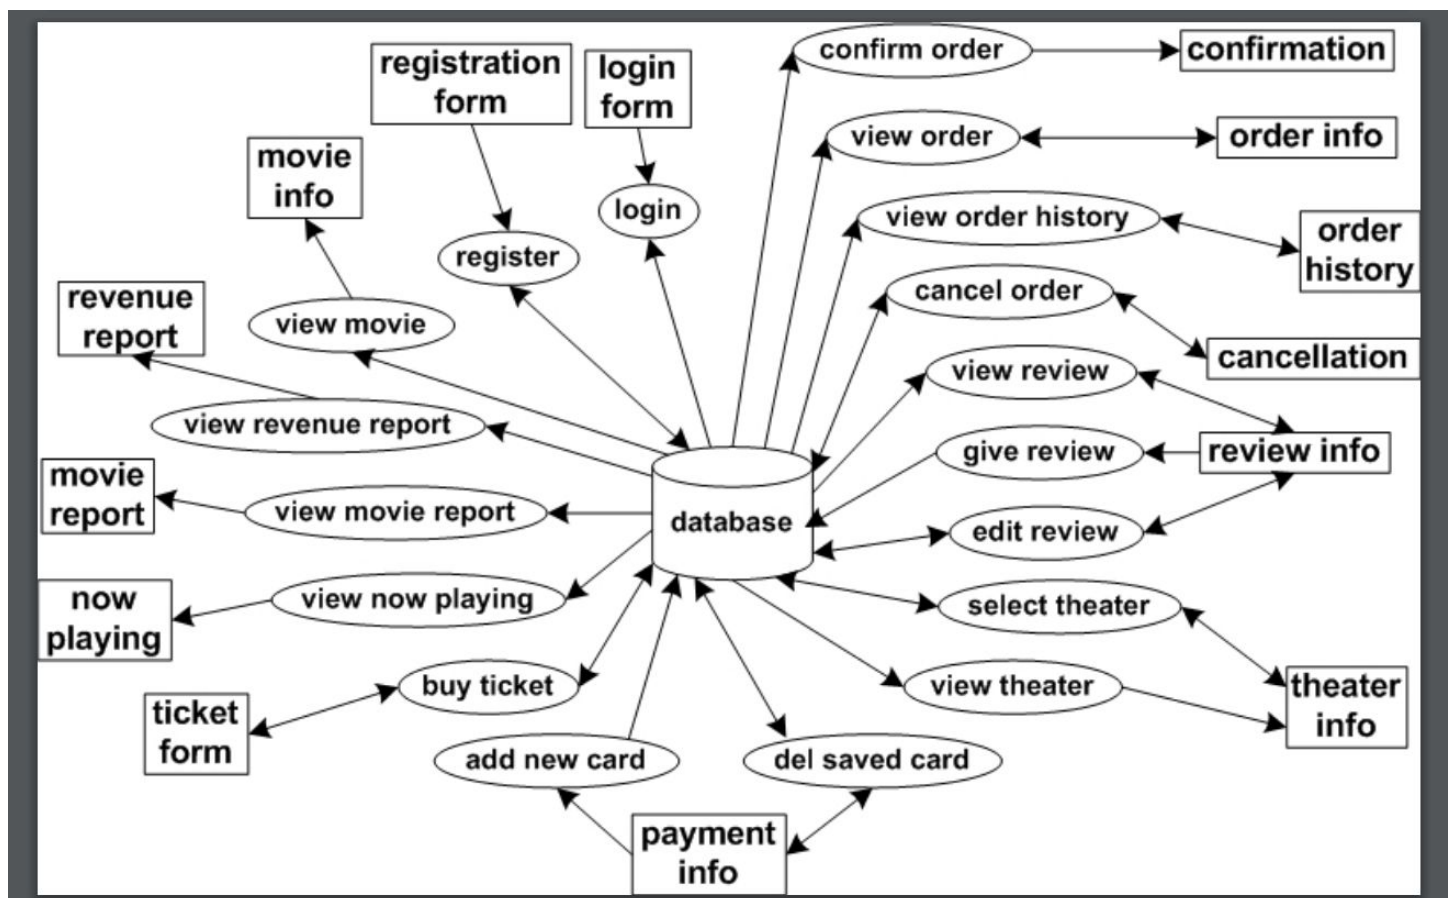 confirm order
confirmation
registration
form
login
form
view order
order info
movie
info
login
view order history
order
history
register
cancel order
revenue
report
view movie
cancellation
view review
view revenue report
give review
review info
movie
report
view movie report
database
edit review
now
playing
view now playing
select theater
buy ticket
view theater
theater
info
ticket
form
add new card
del saved card
payment
info